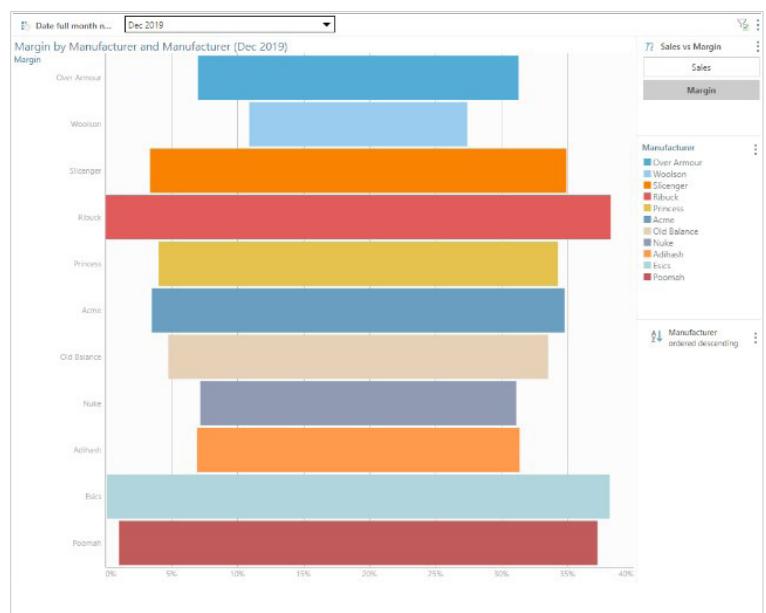 Date full month n... Dec 2019
Margin by Manufacturer and Manufacturer (Dec 2019)
Margin
Over Armour
Woolson
Slicenger
Ribuck
Princess
Acme
Old Balance
Nuke
Adihash
Esics
Poomah
0% 5% 10% 15% 20% 25% 30% 35% 40%
Sales vs Margin
Sales
Margin
Manufacturer
Over Armour
Woolson
Slicenger
Ribuck
Princess
Acme
Old Balance
Nuke
Adihash
Esics
Poomah
Manufacturer
ordered descending